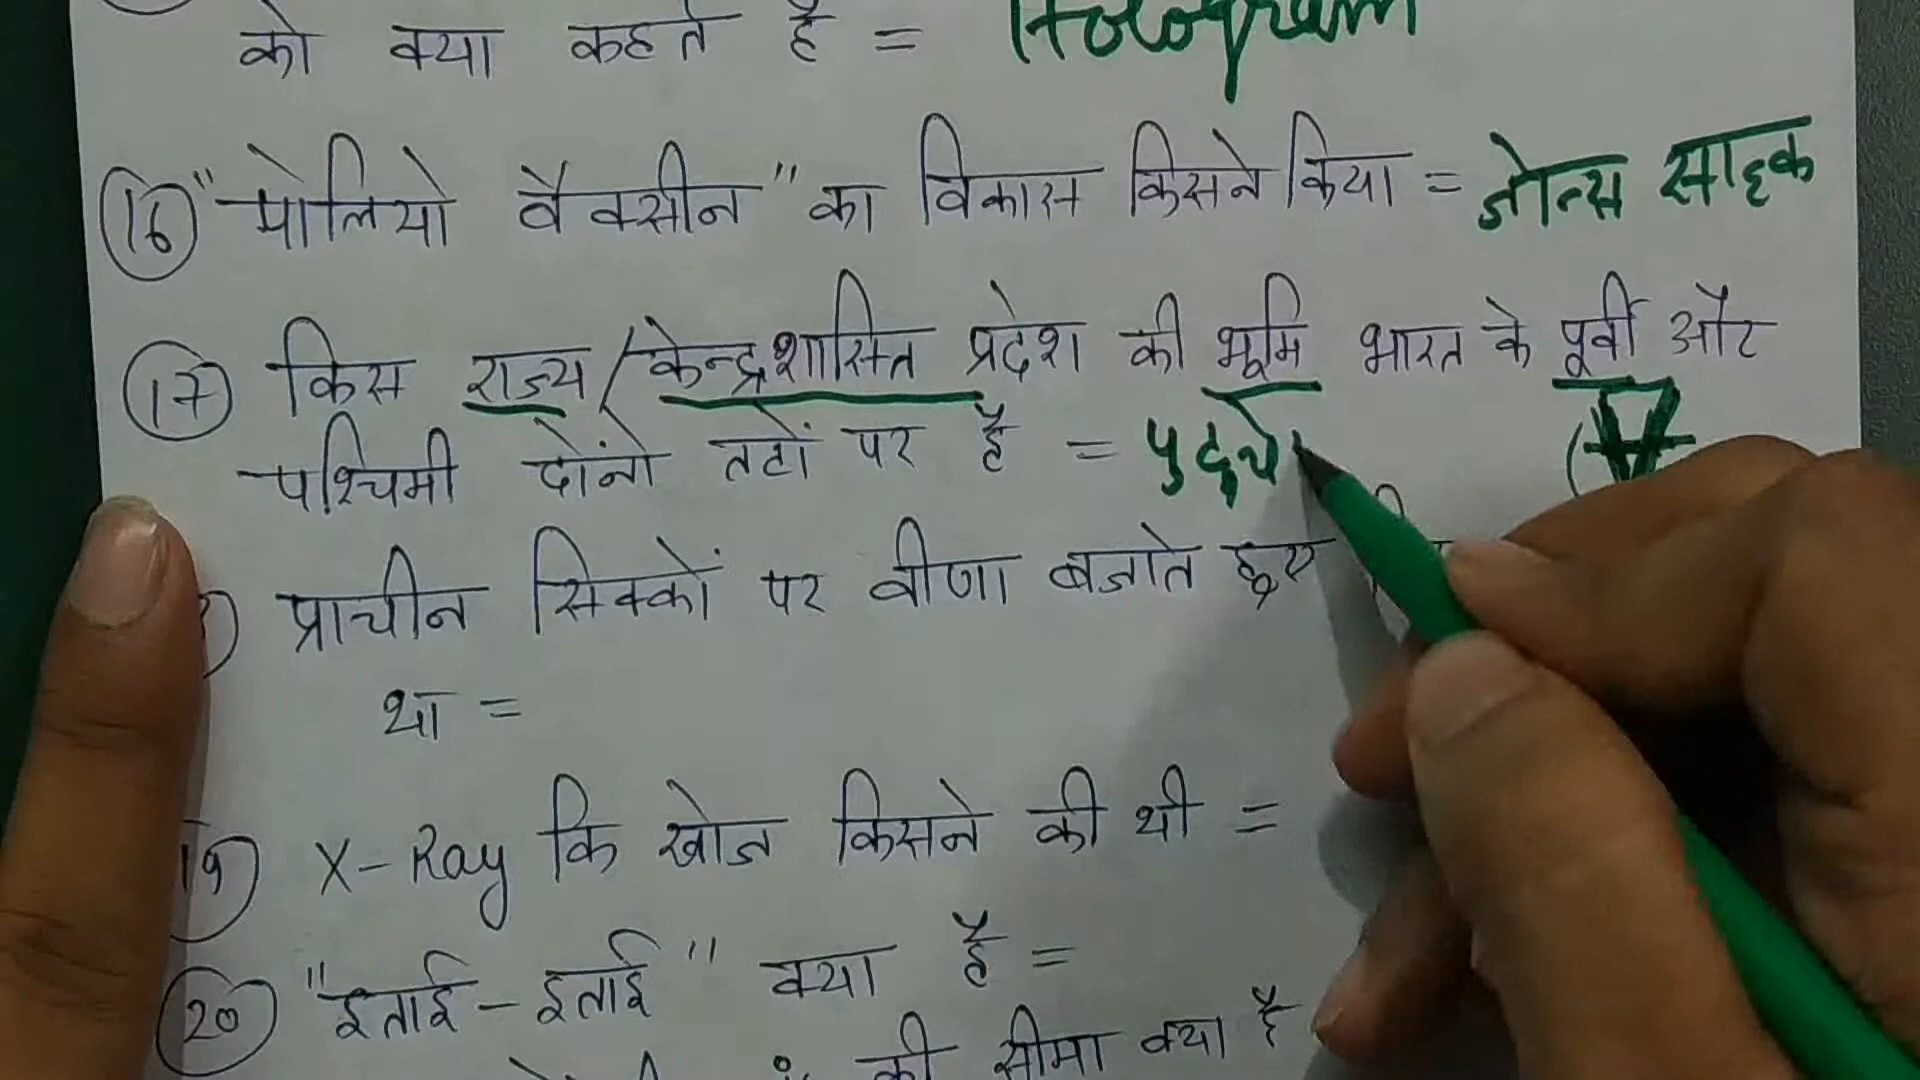 को क्या कहते है = Hologram
16 "पोलियो वैक्सीन" का विकास किसने किया = जोन्स साल्क
17 किस राज्य/केन्द्रशासित प्रदेश की भूमि भारत के पूर्वी और
पश्चिमी दोंनो तटों पर है = पुदुचे
प्राचीन सिक्कों पर वीणा बजाते हुए
था =
19 X-Ray कि खोज किसने की थी =
20 "इताई-इताई" क्या है =
की सीमा क्या है